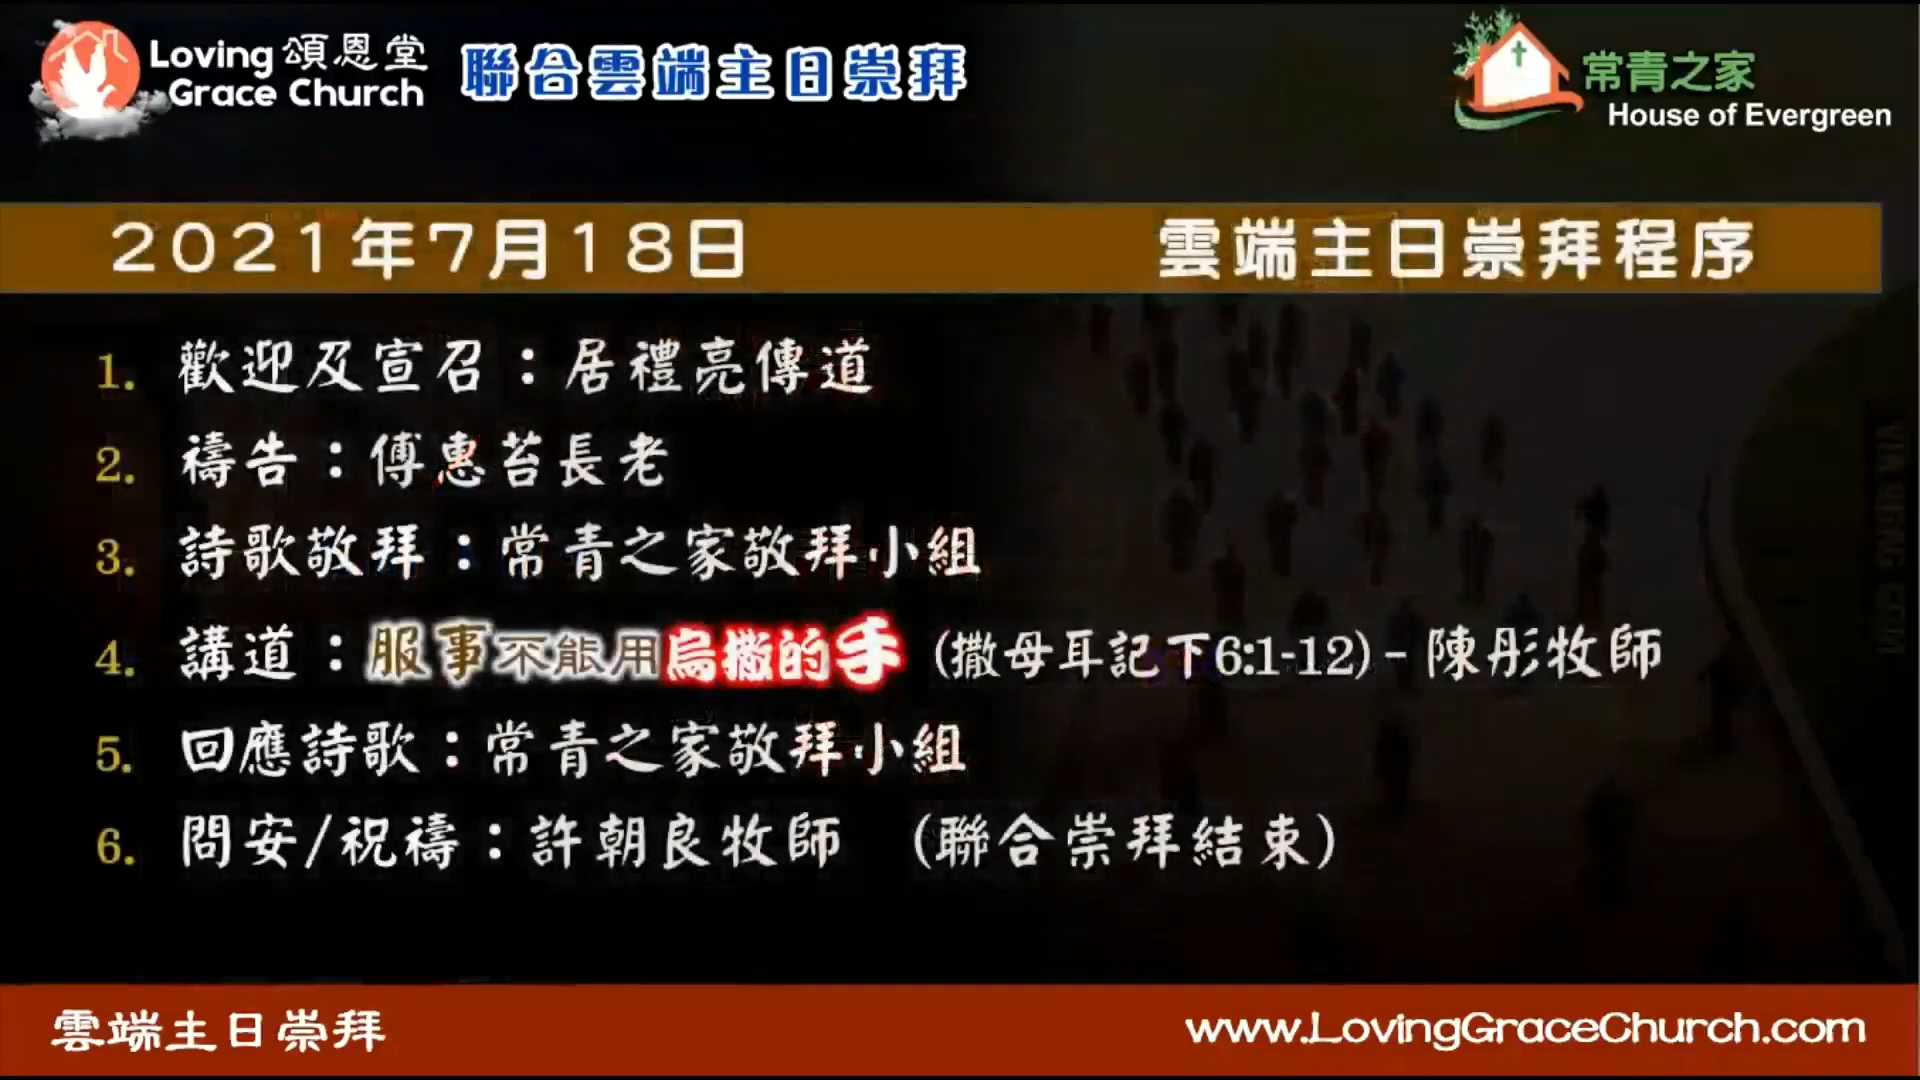 Loving 頌恩堂
Grace Church
聯合雲端主日崇拜
常青之家
House of Evergreen
2021年7月18日
雲端主日崇拜程序
1. 歡迎及宣召：居禮亮傳道
2. 禱告：傅惠苔長老
3. 詩歌敬拜：常青之家敬拜小組
4. 講道：服事不能用烏撒的手 (撒母耳記下6:1-12) - 陳彤牧師
5. 回應詩歌：常青之家敬拜小組
6. 問安/祝禱：許朝良牧師 (聯合崇拜結束)
雲端主日崇拜
www.LovingGraceChurch.com